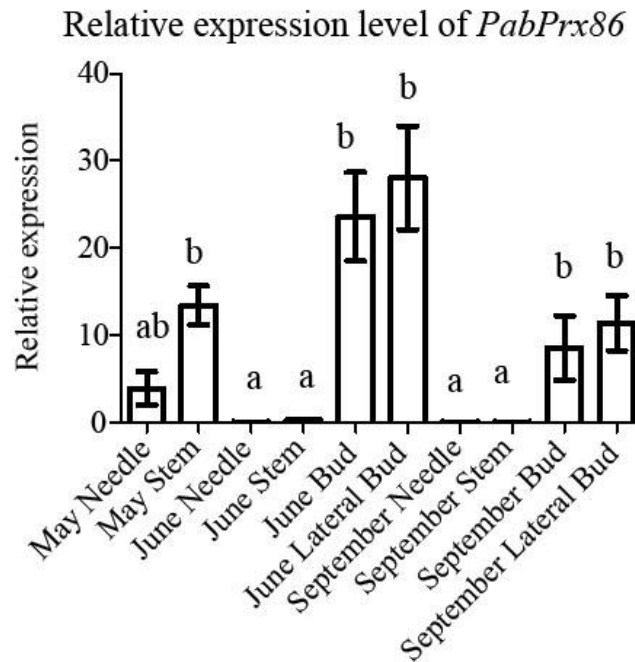 Relative expression level of PabPrx86
Relative expression
40
30
20
10
0
ab
b
a
a
b
b
a
a
b
b
May Needle
May Stem
June Needle
June Stem
June Bud
June Lateral Bud
September Needle
September Stem
September Bud
September Lateral Bud